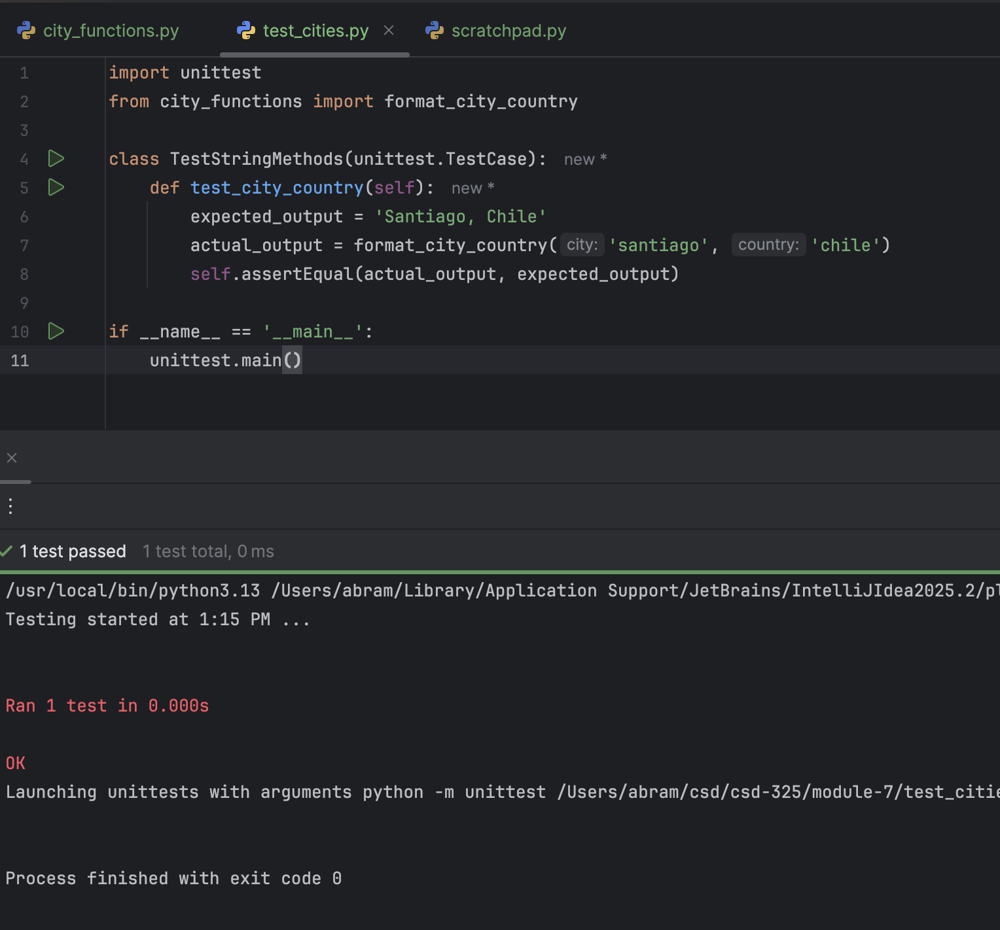 city_functions.py test_cities.py scratchpad.py
1 import unittest
2 from city_functions import format_city_country
3
4 class TestStringMethods(unittest.TestCase): new *
5 def test_city_country(self): new *
6 expected_output = 'Santiago, Chile'
7 actual_output = format_city_country( city: 'santiago', country: 'chile')
8 self.assertEqual(actual_output, expected_output)
9
10 if __name__ == '__main__':
11 unittest.main()
1 test passed 1 test total, 0 ms
/usr/local/bin/python3.13 /Users/abram/Library/Application Support/JetBrains/IntelliJIdea2025.2/pl
Testing started at 1:15 PM ...
Ran 1 test in 0.000s
OK
Launching unittests with arguments python -m unittest /Users/abram/csd/csd-325/module-7/test_citie
Process finished with exit code 0